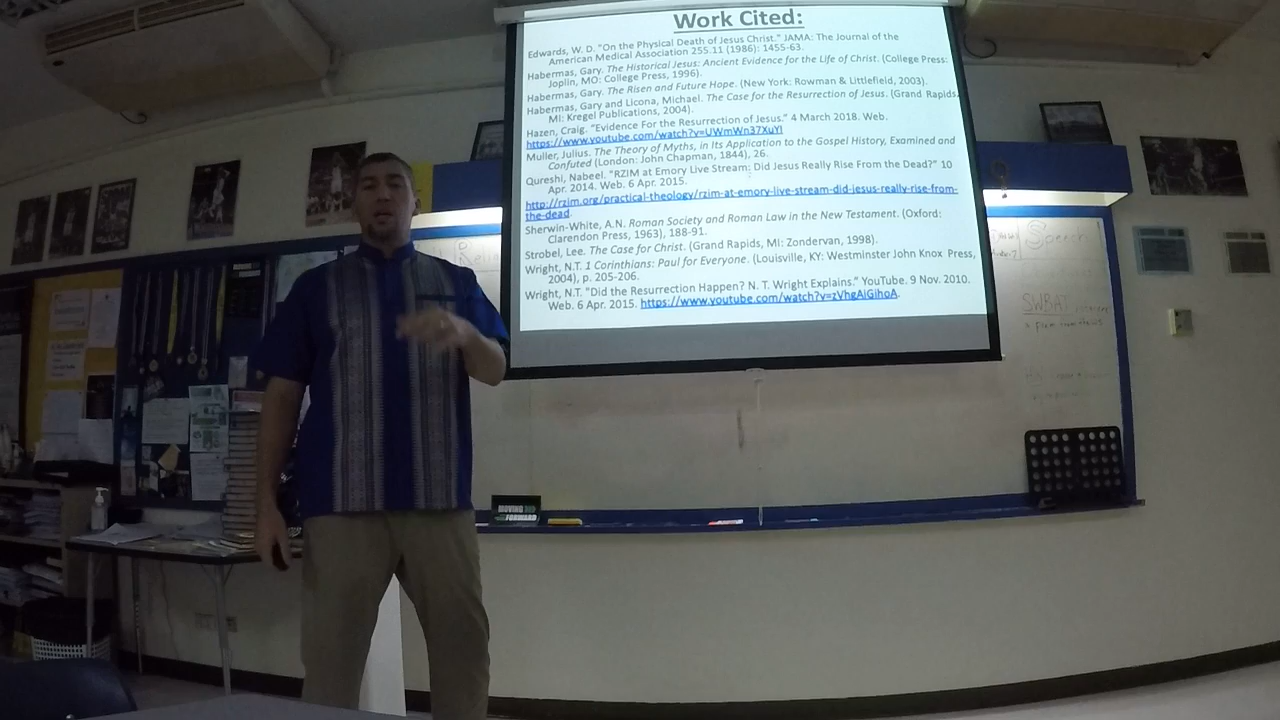 Work Cited:
Edwards, W. D. "On the Physical Death of Jesus Christ." JAMA: The Journal of the
American Medical Association 255.11 (1986): 1455-63.
Habermas, Gary. The Historical Jesus: Ancient Evidence for the Life of Christ. (College Press:
Joplin, MO: College Press, 1996).
Habermas, Gary. The Risen and Future Hope. (New York: Rowman & Littlefield, 2003).
Habermas, Gary and Licona, Michael. The Case for the Resurrection of Jesus. (Grand Rapids,
MI: Kregel Publications, 2004).
Hazen, Craig. "Evidence For the Resurrection of Jesus." 4 March 2018. Web.
https://www.youtube.com/watch?v=UWmWn37XuYI
Muller, Julius. The Theory of Myths, in Its Application to the Gospel History, Examined and
Confuted (London: John Chapman, 1844), 26.
Qureshi, Nabeel. "RZIM at Emory Live Stream: Did Jesus Really Rise From the Dead?" 10
Apr. 2014. Web. 6 Apr. 2015.
http://rzim.org/practical-theology/rzim-at-emory-live-stream-did-jesus-really-rise-from-
the-dead.
Sherwin-White, A.N. Roman Society and Roman Law in the New Testament. (Oxford:
Clarendon Press, 1963), 188-91.
Strobel, Lee. The Case for Christ. (Grand Rapids, MI: Zondervan, 1998).
Wright, N.T. 1 Corinthians: Paul for Everyone. (Louisville, KY: Westminster John Knox Press,
2004), p. 205-206.
Wright, N.T. "Did the Resurrection Happen? N. T. Wright Explains." YouTube. 9 Nov. 2010.
Web. 6 Apr. 2015. https://www.youtube.com/watch?v=zVhgAlGihoA.
Speech
SWBAT
MOVING
FORWARD